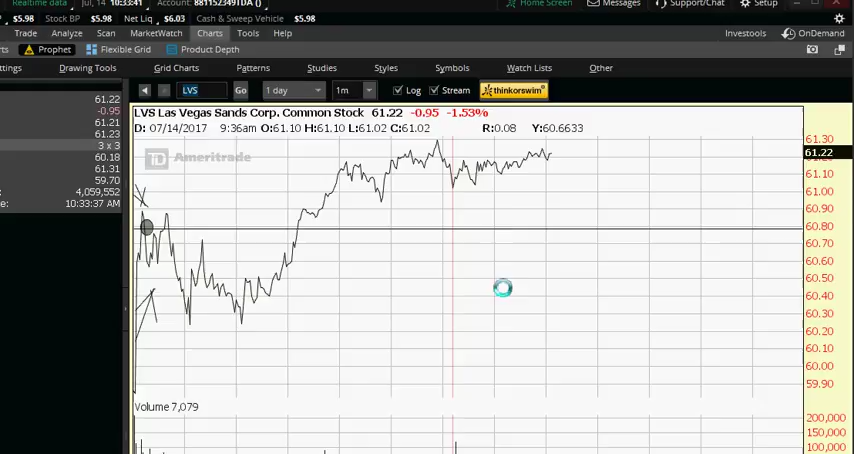 Realtime data Jul, 14 10:33:41 Account: 881152349TDA () Home Screen Messages Support/Chat Setup
$5.98 Stock BP $5.98 Net Liq $6.03 Cash & Sweep Vehicle $5.98
Trade Analyze Scan MarketWatch Charts Tools Help Investools OnDemand
rts Prophet Flexible Grid Product Depth
ttings Drawing Tools Grid Charts Patterns Studies Styles Symbols Watch Lists Other
LVS Go 1 day 1m Log Stream thinkorswim
LVS Las Vegas Sands Corp. Common Stock 61.22 -0.95 -1.53%
D: 07/14/2017 9:36am O:61.10 H:61.10 L:61.02 C:61.02 R:0.08 Y:60.6633
61.22
-0.95
61.21
61.23
3 x 3
60.18
61.31
59.70
4,059,552
e: 10:33:37 AM
TD Ameritrade
61.30
61.22
61.10
61.00
60.90
60.80
60.70
60.60
60.50
60.40
60.30
60.20
60.10
60.00
59.90
Volume 7,079
200,000
150,000
100,000